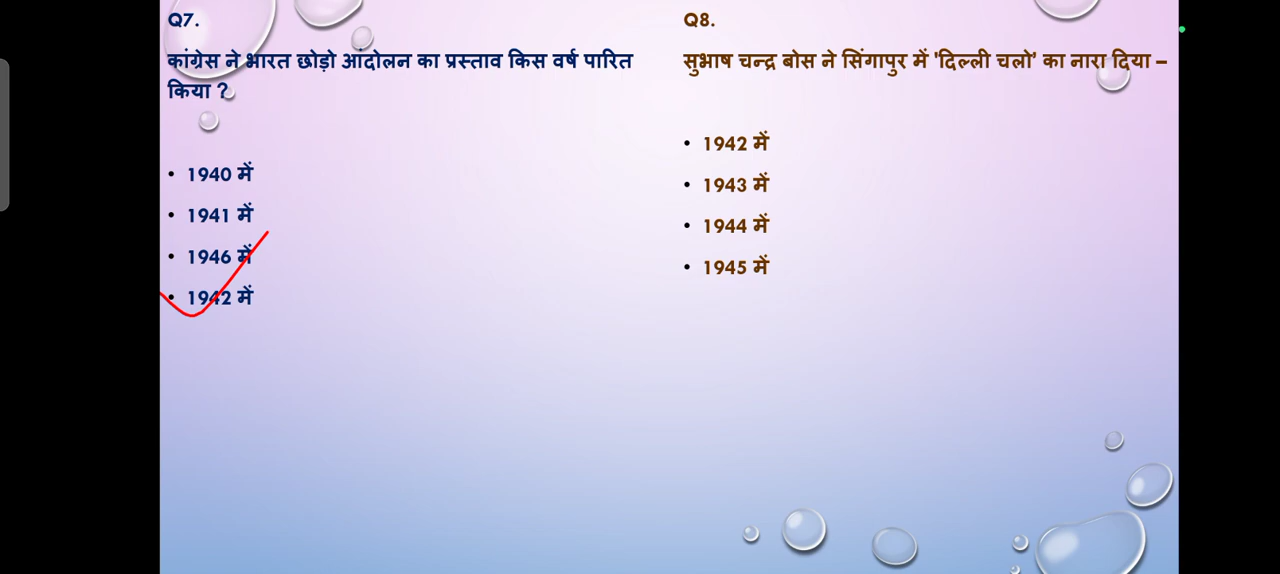 Q7.
कांग्रेस ने भारत छोड़ो आंदोलन का प्रस्ताव किस वर्ष पारित
किया ?
• 1940 में
• 1941 में
• 1946 में
• 1942 में
Q8.
सुभाष चन्द्र बोस ने सिंगापुर में 'दिल्ली चलो’ का नारा दिया –
• 1942 में
• 1943 में
• 1944 में
• 1945 में